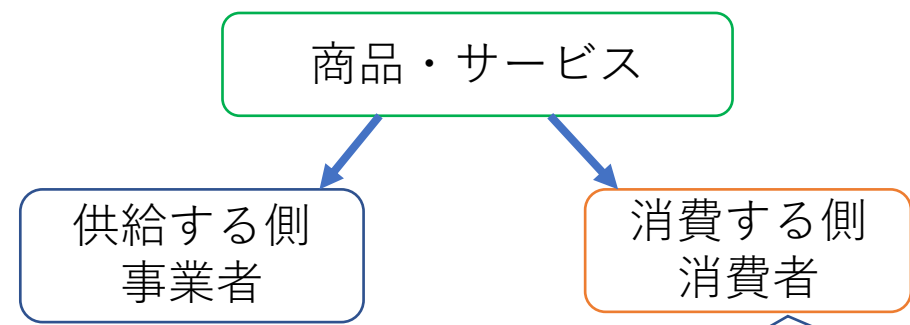 商品・サービス
供給する側
事業者
消費する側
消費者